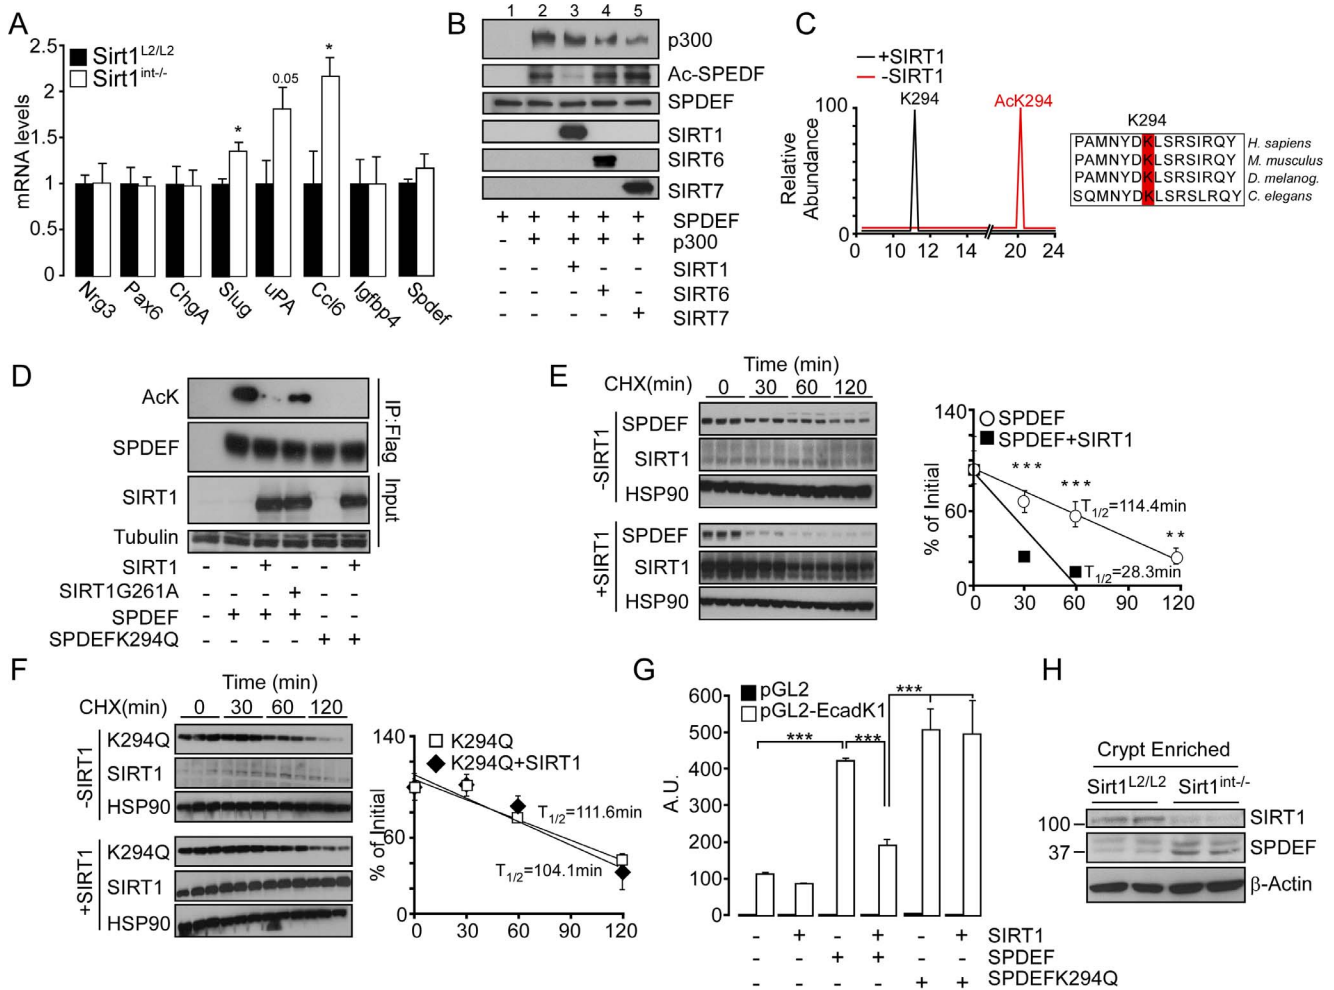 A
2.5
2
1.5
1
0.5
0
mRNA levels
Sirt1 L2/L2
Sirt1 int-/-
*
0.05
*
Nrg3
Pax6
ChgA
Slug
uPA
Ccl6
Igfbp4
Spdef
B
1 2 3 4 5
p300
Ac-SPEDF
SPDEF
SIRT1
SIRT6
SIRT7
+ + + + + SPDEF
- + + + + p300
- - + - - SIRT1
- - - + - SIRT6
- - - - + SIRT7
C
+SIRT1
-SIRT1
K294
AcK294
100
0
Relative
Abundance
0 10 12 14 20 24
K294
PAMNYDKLSRSIRQY H. sapiens
PAMNYDKLSRSIRQY M. musculus
PAMNYDKLSRSIRQY D. melanog.
SQMNYDKLSRSLRQY C. elegans
D
AcK
SPDEF
SIRT1
Tubulin
IP:Flag
Input
SIRT1 - - + - - +
SIRT1G261A - - - + - -
SPDEF - + + + - -
SPDEFK294Q - - - - + +
E
Time (min)
CHX(min) 0 30 60 120
-SIRT1
SPDEF
SIRT1
HSP90
+SIRT1
SPDEF
SIRT1
HSP90
140
60
0
% of Initial
SPDEF
SPDEF+SIRT1
***
***
**
T1/2=114.4min
T1/2=28.3min
0 30 60 90 120
F
Time (min)
CHX(min) 0 30 60 120
-SIRT1
K294Q
SIRT1
HSP90
+SIRT1
K294Q
SIRT1
HSP90
140
60
0
% of Initial
K294Q
K294Q+SIRT1
T1/2=111.6min
T1/2=104.1min
0 30 60 90 120
G
600
500
400
300
200
100
0
A.U.
pGL2
pGL2-EcadK1
***
***
***
- + - + - + SIRT1
- - + + - - SPDEF
- - - - + + SPDEFK294Q
H
Crypt Enriched
Sirt1 L2/L2 Sirt1 int-/-
100
37
SIRT1
SPDEF
β-Actin